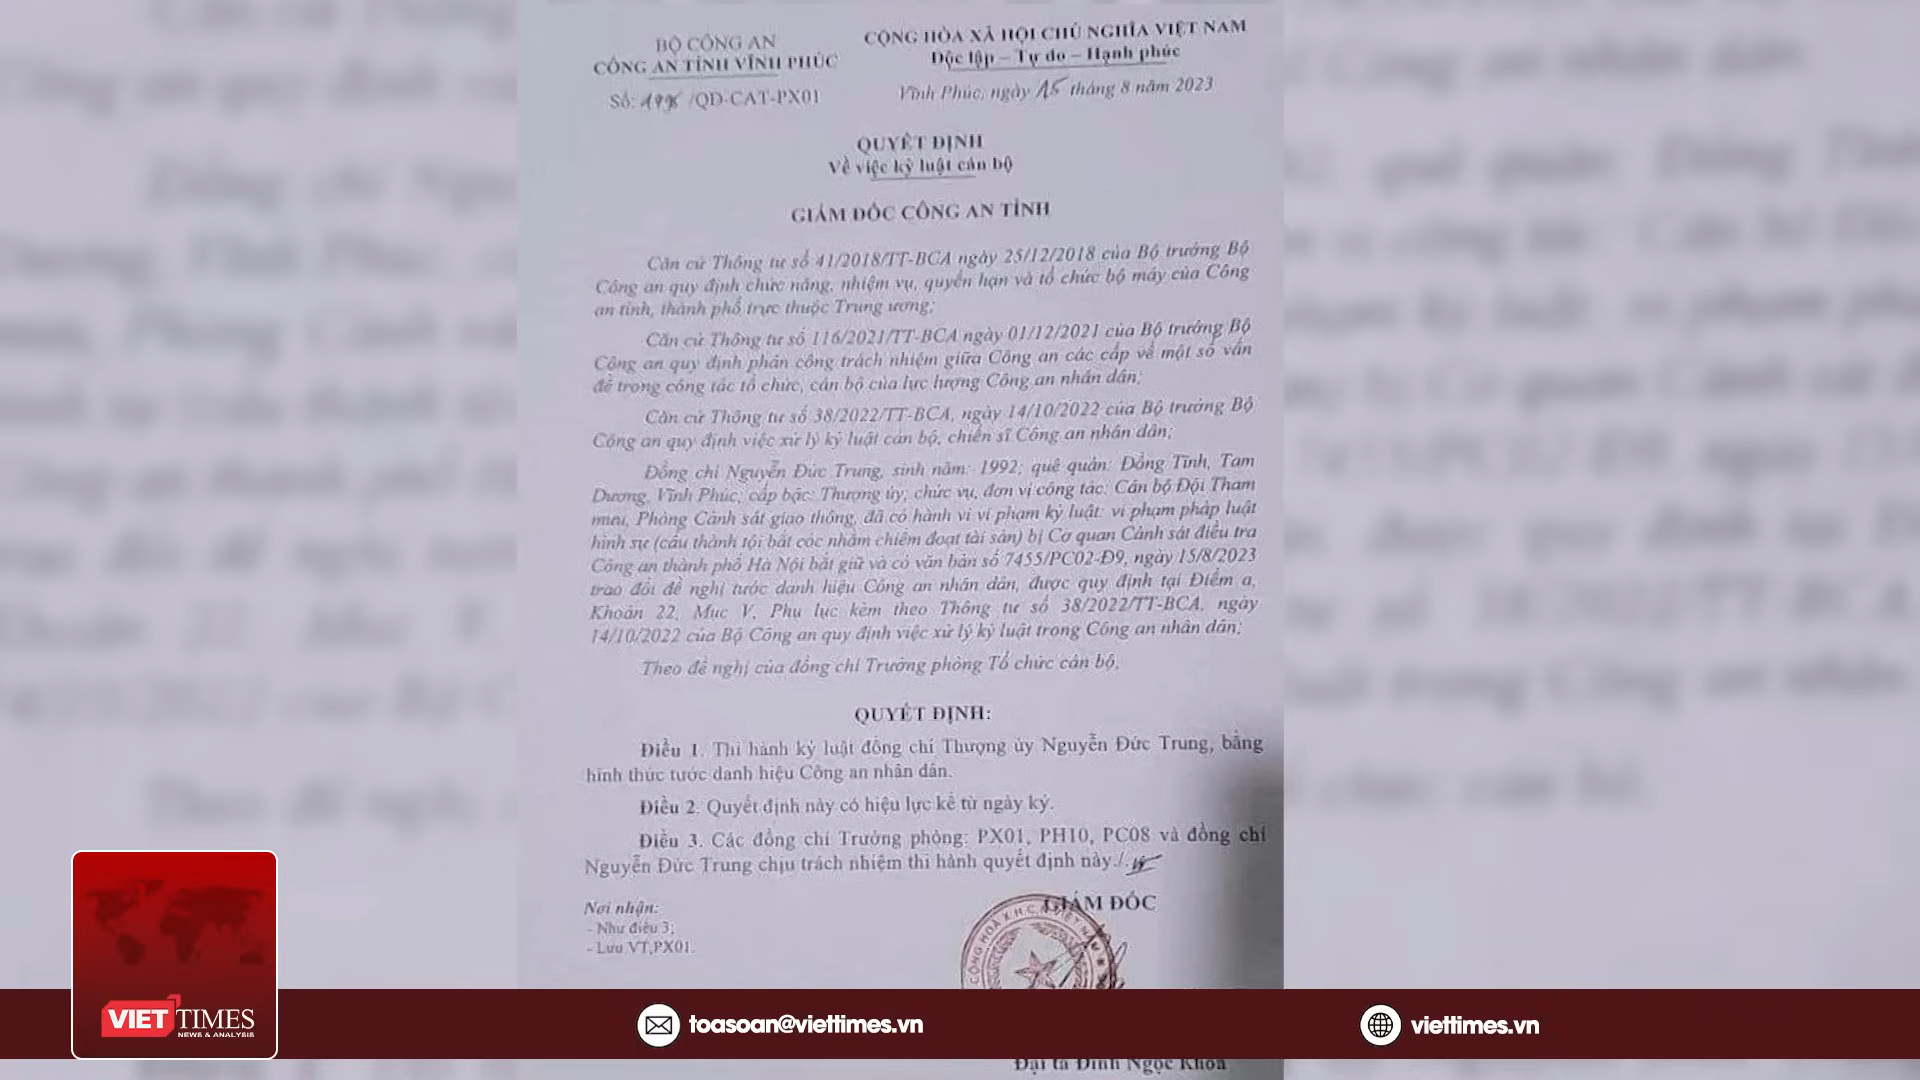 BỘ CÔNG AN
CÔNG AN TỈNH VĨNH PHÚC
CỘNG HÒA XÃ HỘI CHỦ NGHĨA VIỆT NAM
Độc lập – Tự do – Hạnh phúc
Số: /QĐ-CAT-PX01
Vĩnh Phúc, ngày 15 tháng 8 năm 2023
QUYẾT ĐỊNH
Về việc kỷ luật cán bộ
GIÁM ĐỐC CÔNG AN TỈNH
Căn cứ Thông tư số 41/2018/TT-BCA ngày 25/12/2018 của Bộ trưởng Bộ
Công an quy định chức năng, nhiệm vụ, quyền hạn và tổ chức bộ máy của Công
an tỉnh, thành phố trực thuộc Trung ương;
Căn cứ Thông tư số 116/2021/TT-BCA ngày 01/12/2021 của Bộ trưởng Bộ
Công an quy định phân công trách nhiệm giữa Công an các cấp về một số vấn
đề trong công tác tổ chức, cán bộ của lực lượng Công an nhân dân;
Căn cứ Thông tư số 38/2022/TT-BCA, ngày 14/10/2022 của Bộ trưởng Bộ
Công an quy định việc xử lý kỷ luật cán bộ, chiến sĩ Công an nhân dân;
Đồng chí Nguyễn Đức Trung, sinh năm: 1992; quê quán: Đồng Tĩnh, Tam
Dương, Vĩnh Phúc; cấp bậc: Thượng úy; chức vụ, đơn vị công tác: Cán bộ Đội Tham
mưu, Phòng Cảnh sát giao thông, đã có hành vi vi phạm kỷ luật: vi phạm pháp luật
hình sự (cấu thành tội bắt cóc nhằm chiếm đoạt tài sản) bị Cơ quan Cảnh sát điều tra
Công an thành phố Hà Nội bắt giữ và có văn bản số 7455/PC02-Đ9, ngày 15/8/2023
trao đổi đề nghị tước danh hiệu Công an nhân dân, được quy định tại Điểm a,
Khoản 22, Mục V, Phụ lục kèm theo Thông tư số 38/2022/TT-BCA, ngày
14/10/2022 của Bộ Công an quy định việc xử lý kỷ luật trong Công an nhân dân;
Theo đề nghị của đồng chí Trưởng phòng Tổ chức cán bộ,
QUYẾT ĐỊNH:
Điều 1. Thi hành kỷ luật đồng chí Thượng úy Nguyễn Đức Trung, bằng
hình thức tước danh hiệu Công an nhân dân.
Điều 2. Quyết định này có hiệu lực kể từ ngày ký.
Điều 3. Các đồng chí Trưởng phòng: PX01, PH10, PC08 và đồng chí
Nguyễn Đức Trung chịu trách nhiệm thi hành quyết định này./.
Nơi nhận:
- Như điều 3;
- Lưu VT,PX01.
GIÁM ĐỐC
CỘNG HOÀ X.H.C.N VIỆT NAM
VIETTIMES
NEWS & ANALYSIS
toasoan@viettimes.vn
viettimes.vn
Đại tá Đinh Ngọc Khoa